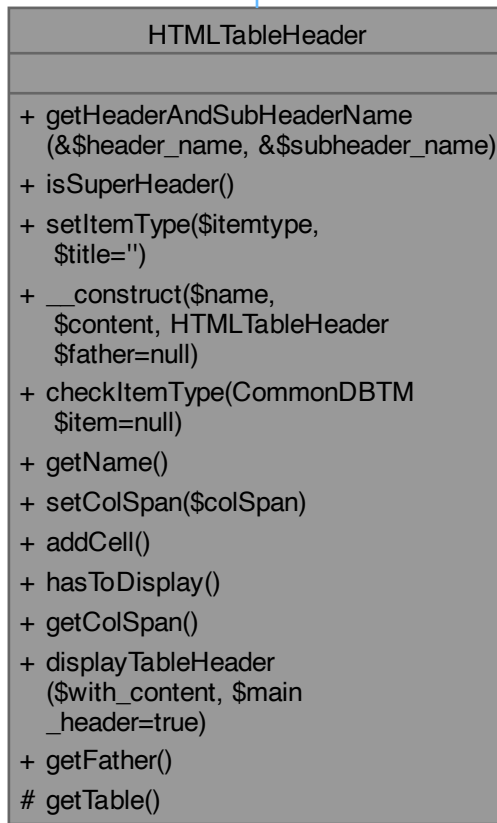 HTMLTableHeader
+ getHeaderAndSubHeaderName
(&$header_name, &$subheader_name)
+ isSuperHeader()
+ setItemType($itemtype,
$title='')
+ __construct($name,
$content, HTMLTableHeader
$father=null)
+ checkItemType(CommonDBTM
$item=null)
+ getName()
+ setColSpan($colSpan)
+ addCell()
+ hasToDisplay()
+ getColSpan()
+ displayTableHeader
($with_content, $main
_header=true)
+ getFather()
# getTable()